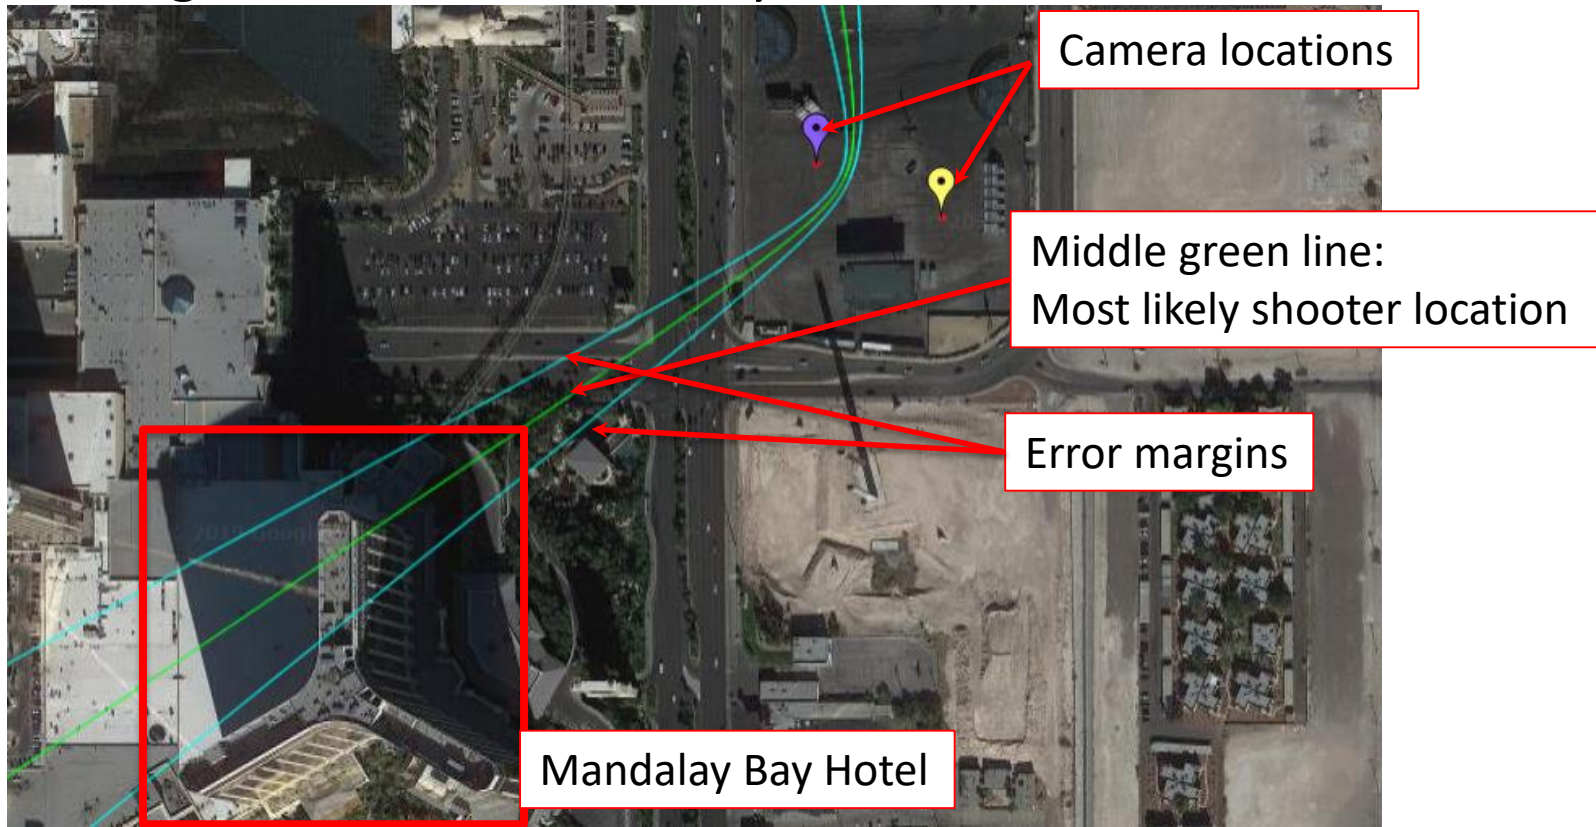 Camera locations
Middle green line:
Most likely shooter location
Error margins
Mandalay Bay Hotel